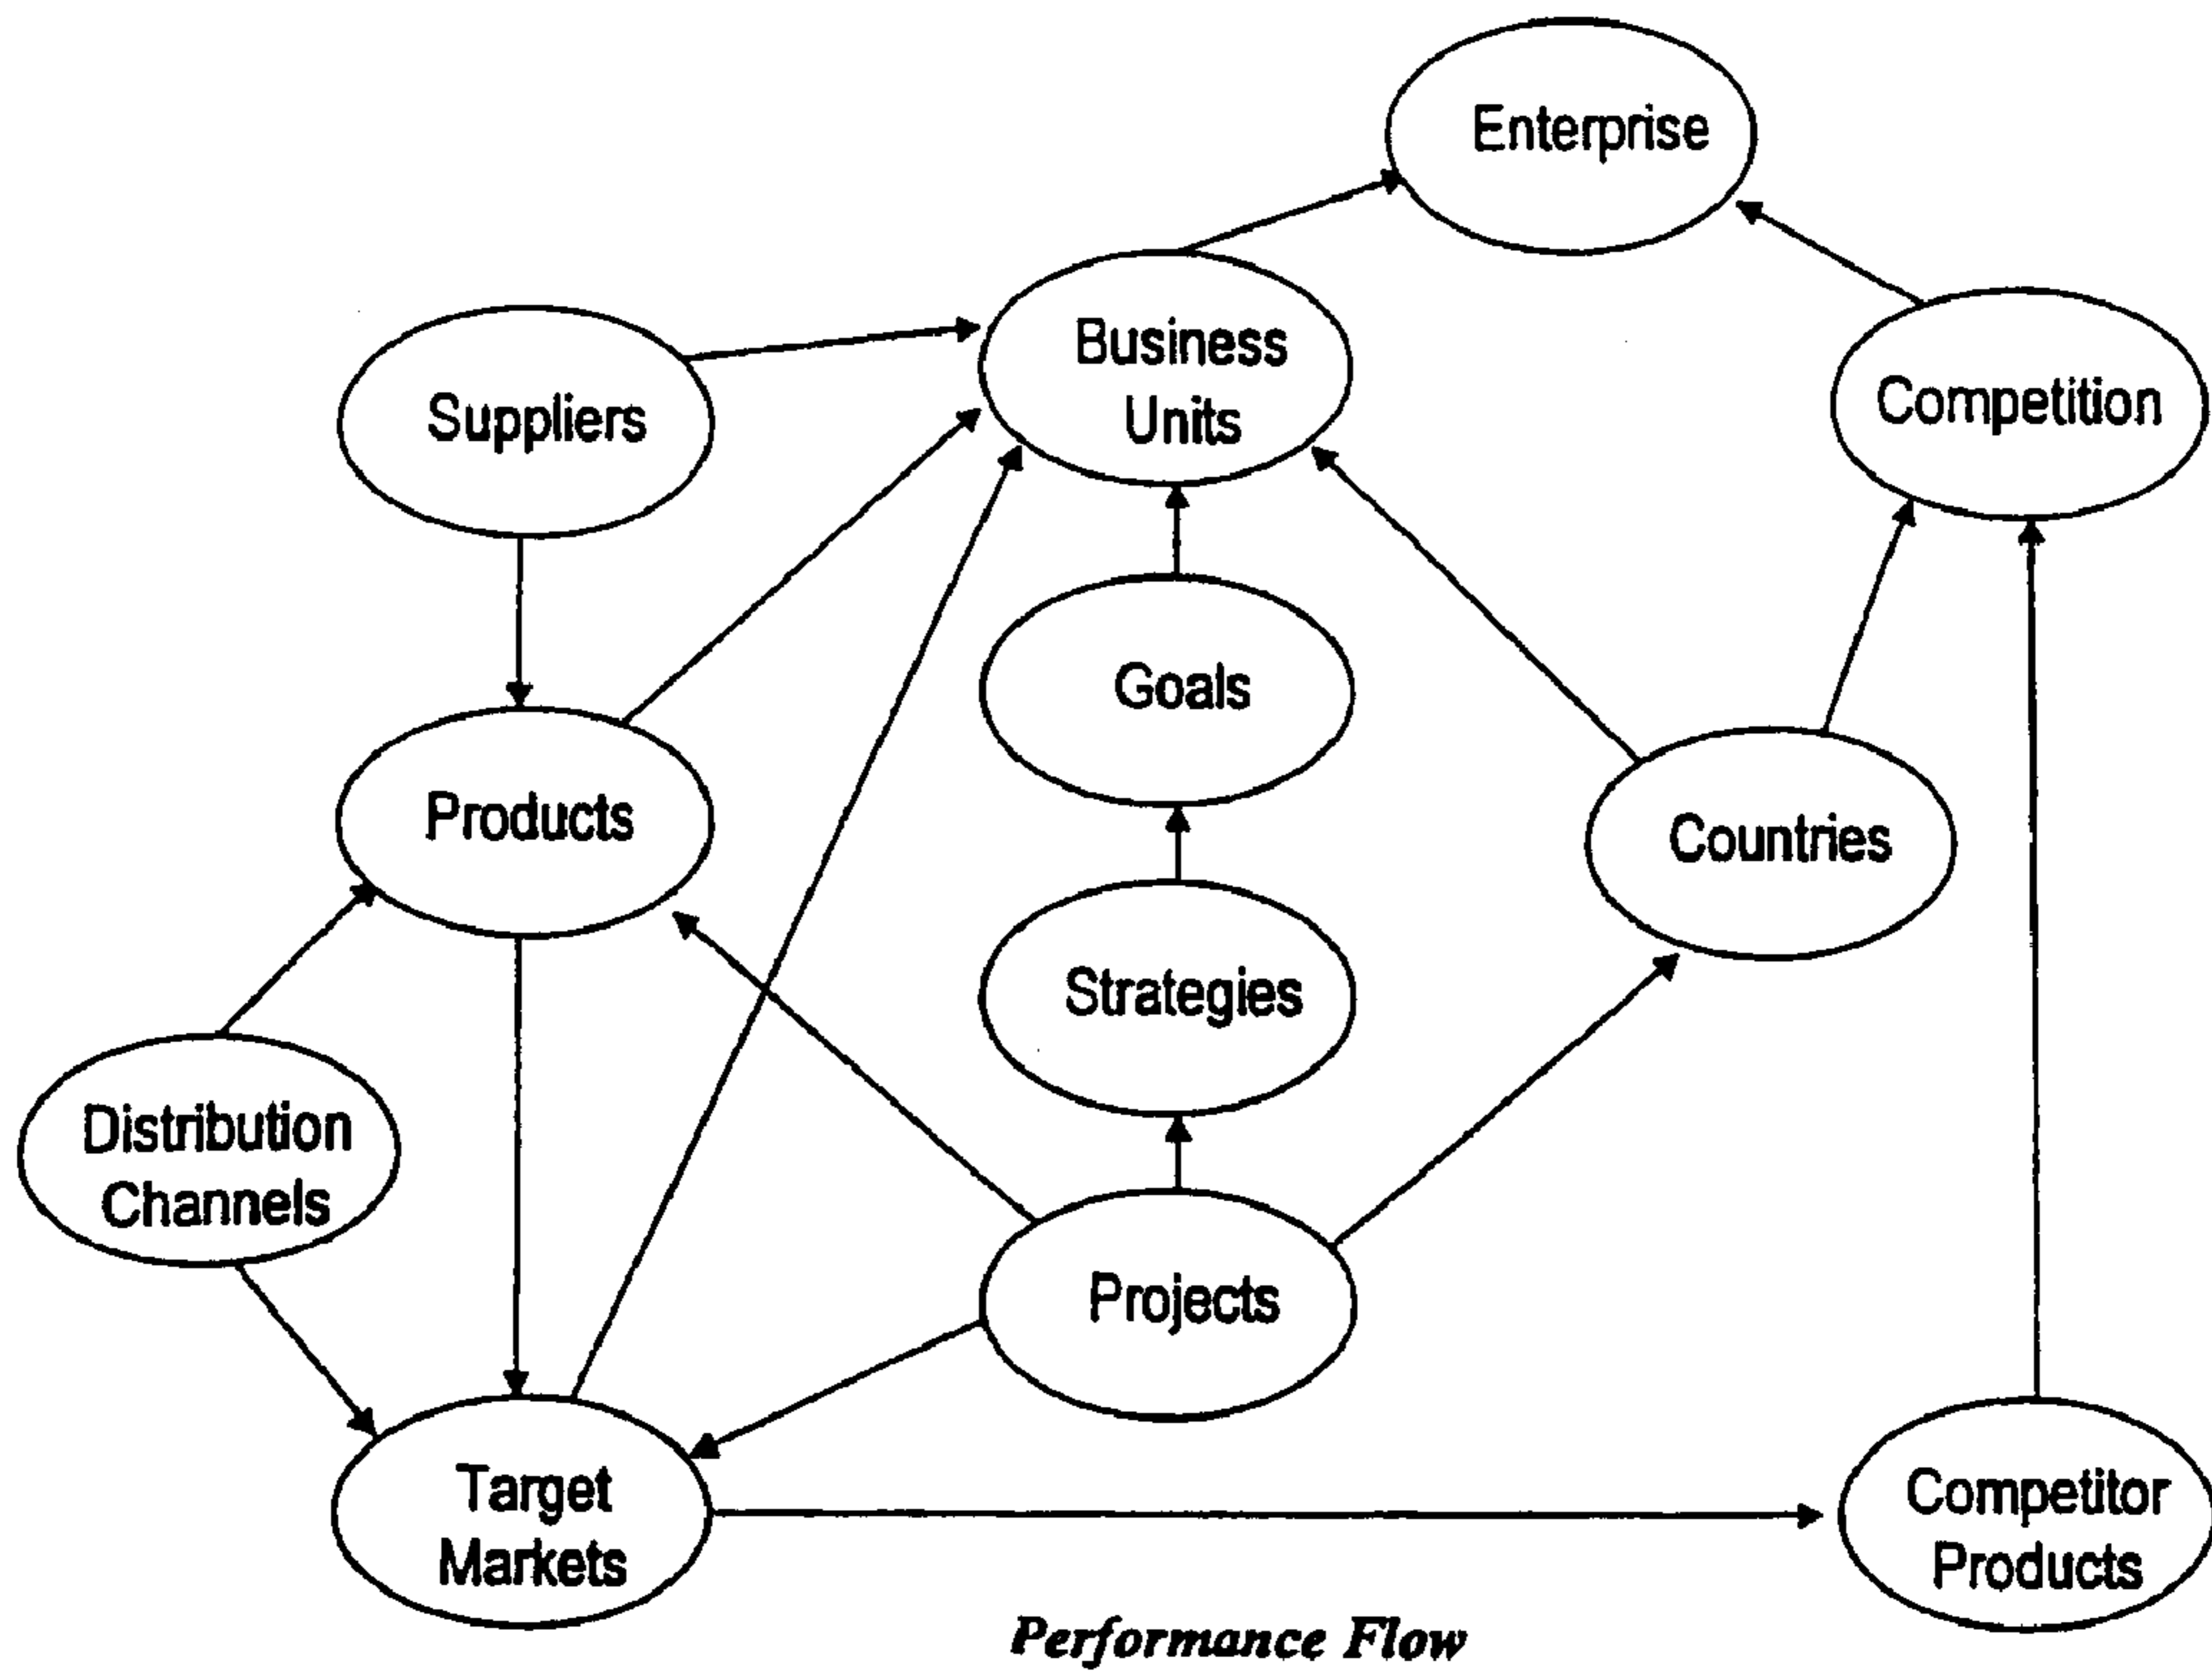 Enterprise
Business
Units
Competition
Suppliers
Goals
Products
Countries
Strategies
Distribution
Channels
Projects
Target
Markets
Competitor
Products
Performance Flow